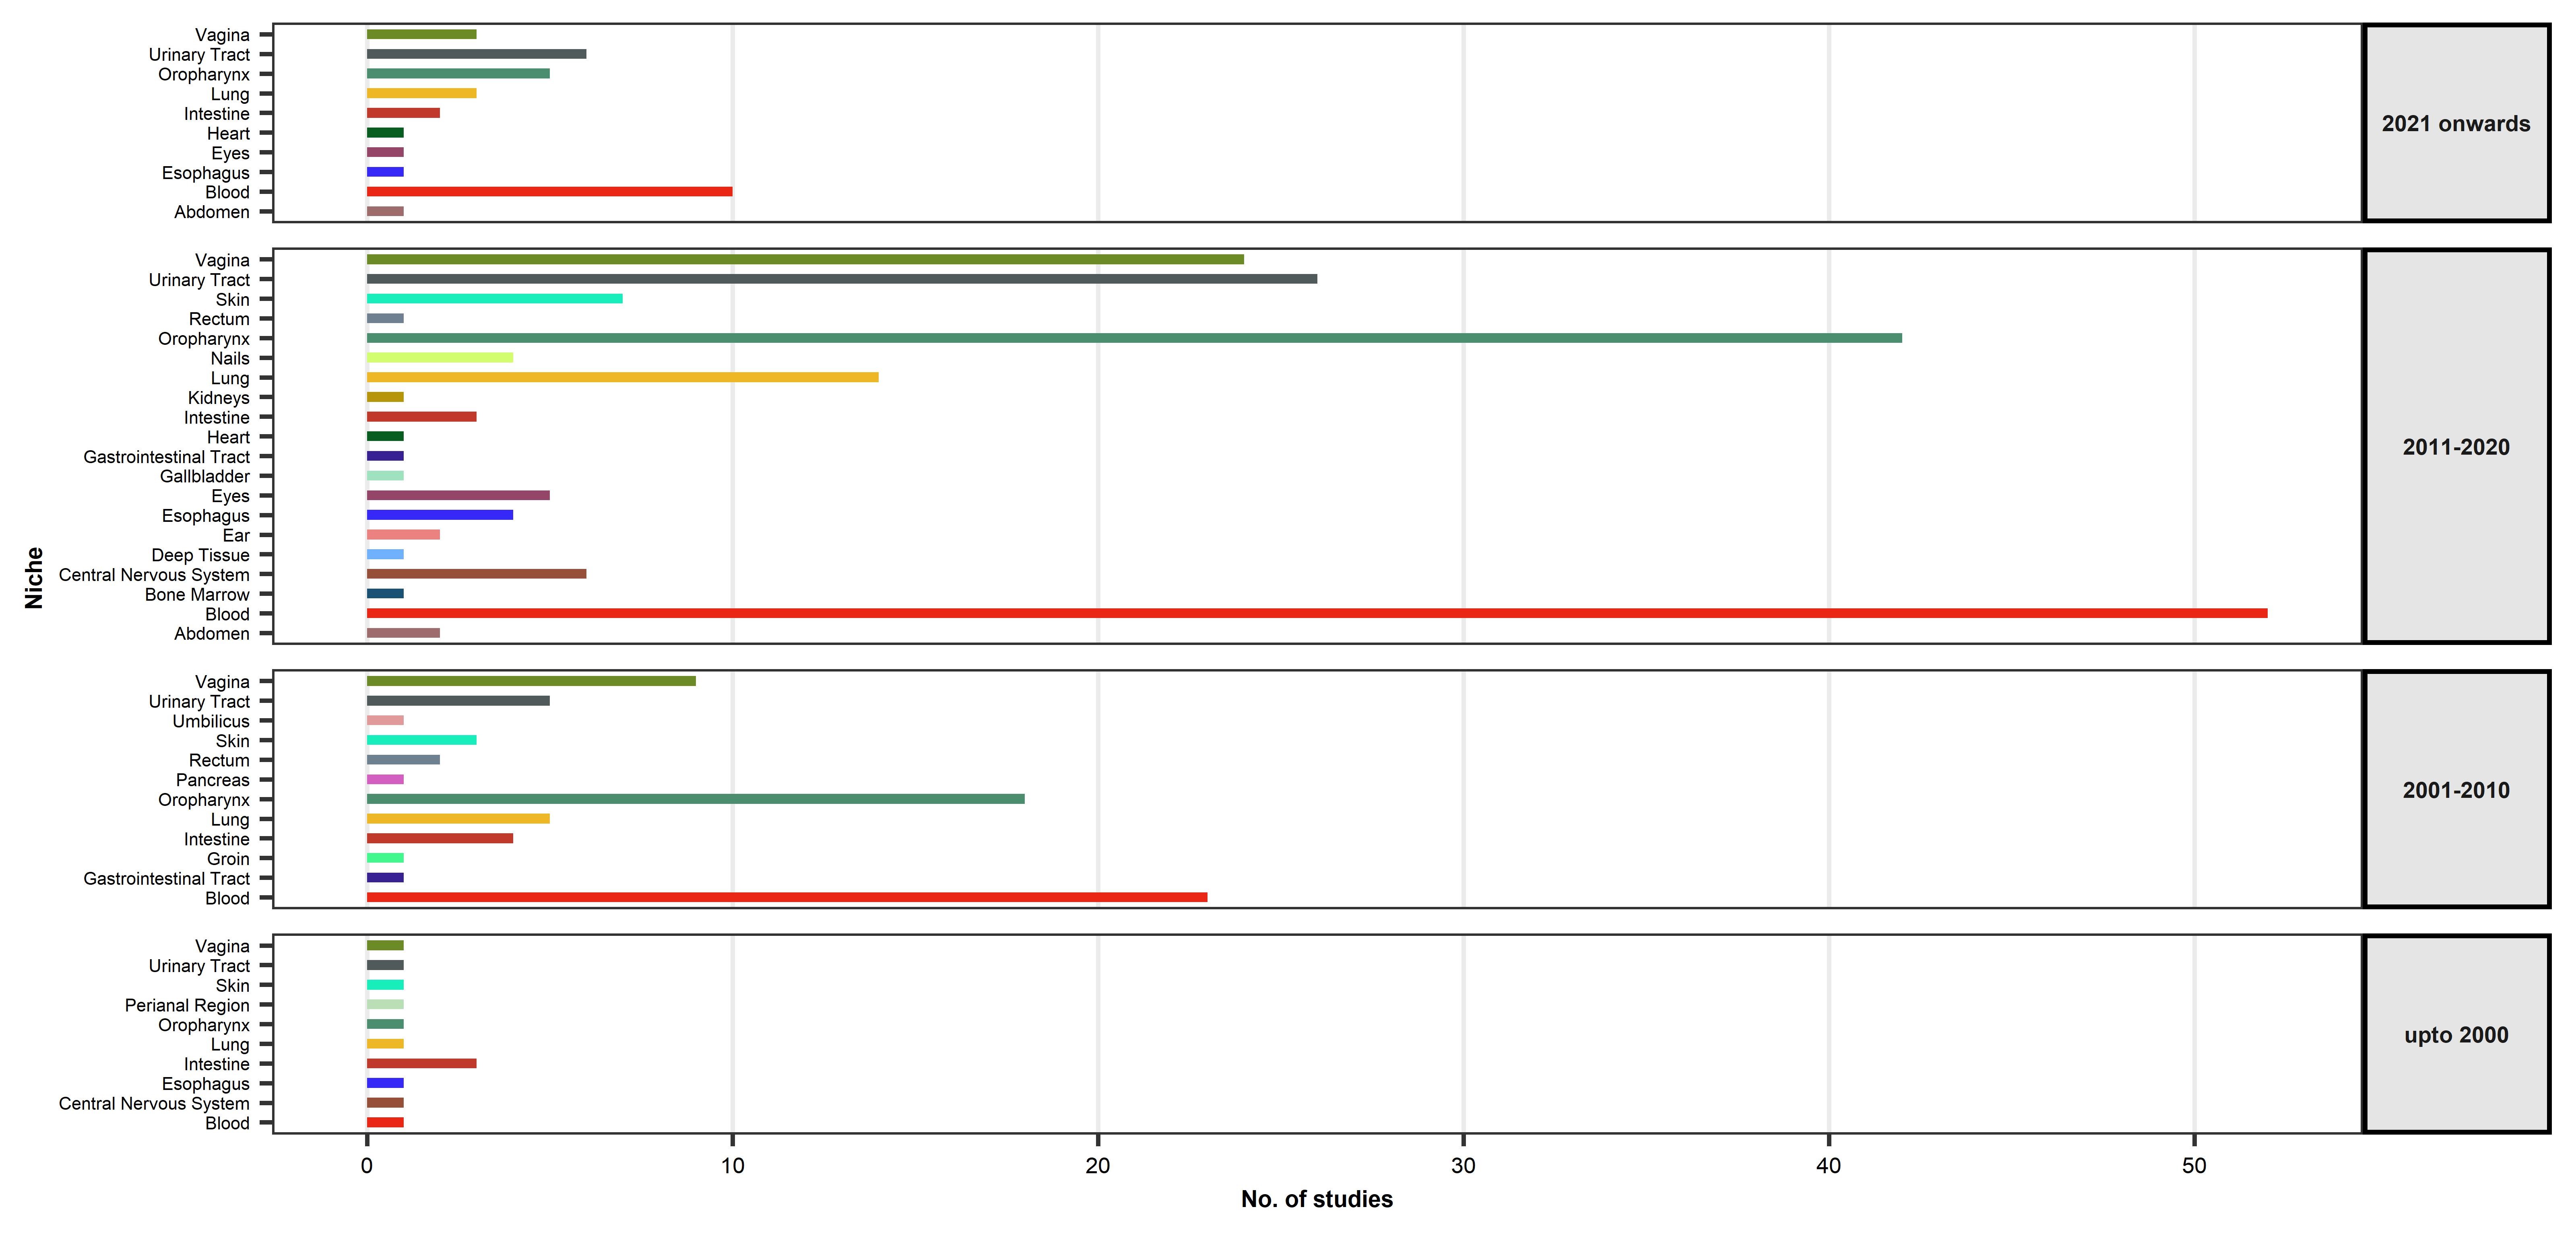 Vagina
Urinary Tract
Oropharynx
Lung
Intestine
Heart
Eyes
Esophagus
Blood
Abdomen
2021 onwards
Vagina
Urinary Tract
Skin
Rectum
Oropharynx
Nails
Lung
Kidneys
Intestine
Heart
Gastrointestinal Tract
Gallbladder
Eyes
Esophagus
Ear
Deep Tissue
Central Nervous System
Bone Marrow
Blood
Abdomen
2011-2020
Niche
Vagina
Urinary Tract
Umbilicus
Skin
Rectum
Pancreas
Oropharynx
Lung
Intestine
Groin
Gastrointestinal Tract
Blood
2001-2010
Vagina
Urinary Tract
Skin
Perianal Region
Oropharynx
Lung
Intestine
Esophagus
Central Nervous System
Blood
upto 2000
0 10 20 30 40 50
No. of studies